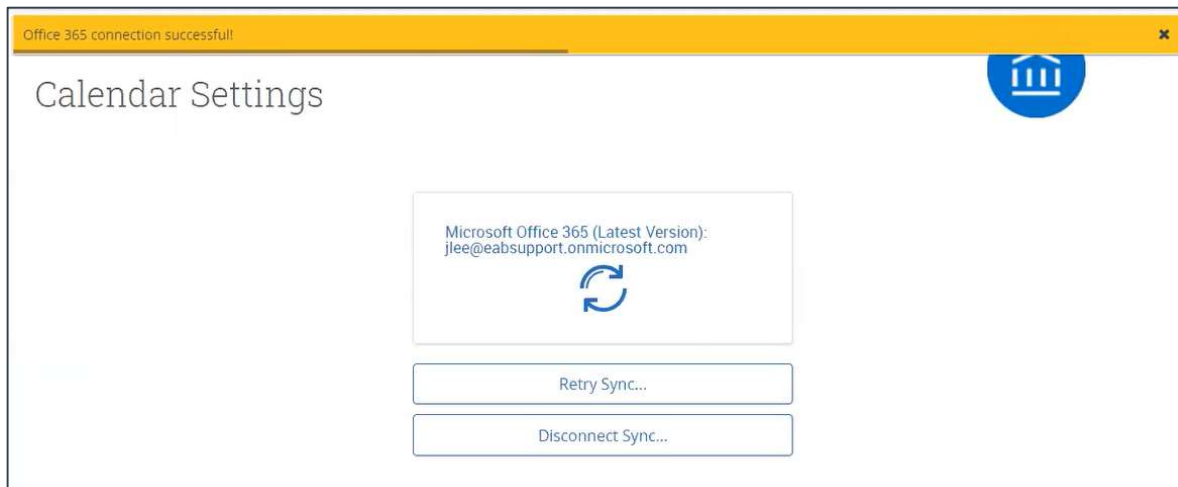 Office 365 connection successful!
Calendar Settings
Microsoft Office 365 (Latest Version):
jlee@eabsupport.onmicrosoft.com
Retry Sync...
Disconnect Sync...